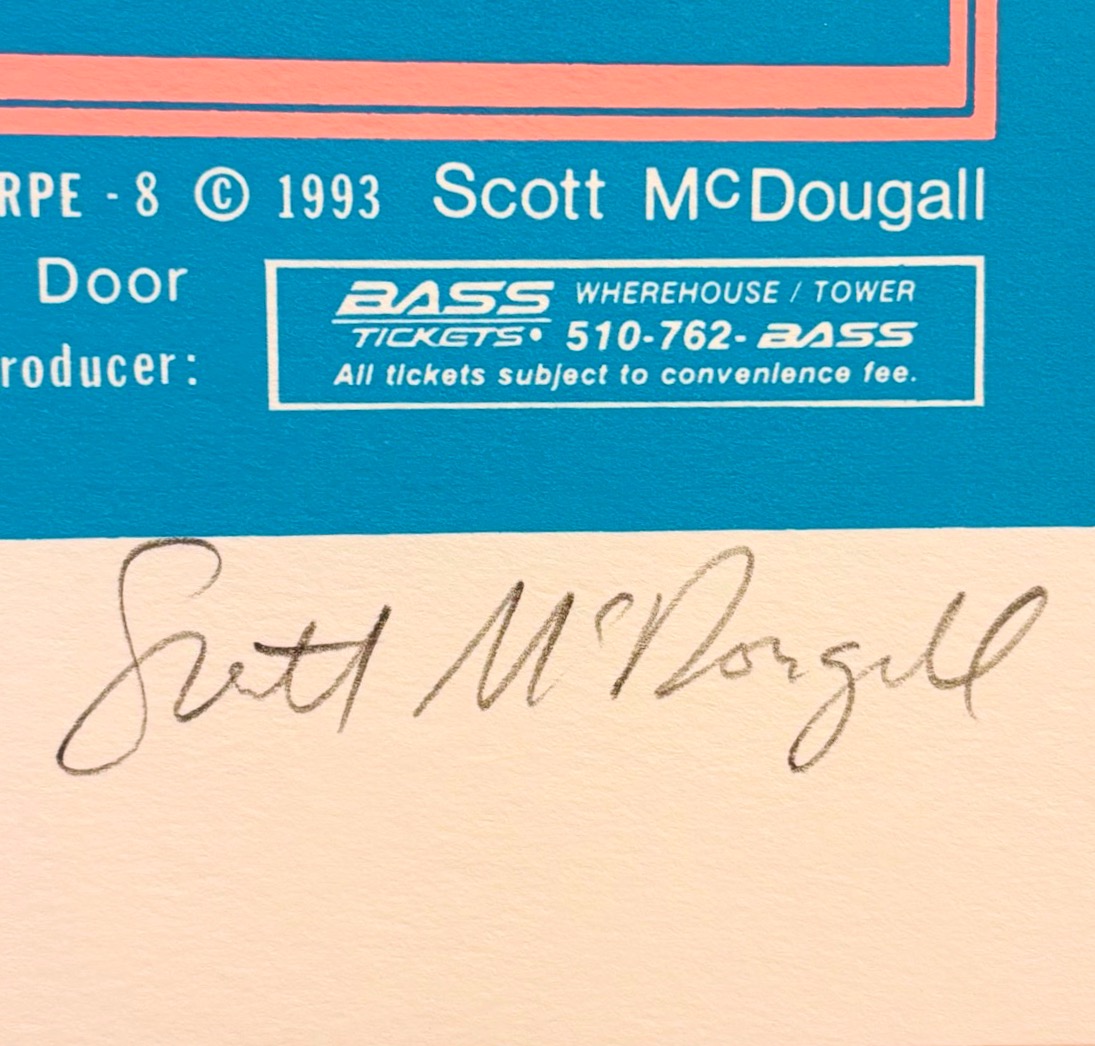 RPE - 8 © 1993 Scott McDougall
Door
roducer:
BASS WHEREHOUSE / TOWER
TICKETS• 510-762- BASS
All tickets subject to convenience fee.
Scott McDougall